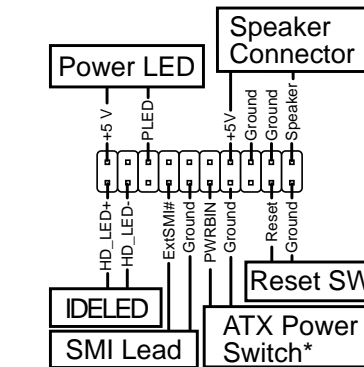 Speaker
Connector
Power LED
+5 V
PLED
+5V
Ground
Ground
Speaker
HD_LED+
HD_LED-
ExtSMI#
Ground
PWRBIN
Ground
Reset
Ground
Reset SW
IDELED
ATX Power
Switch*
SMI Lead